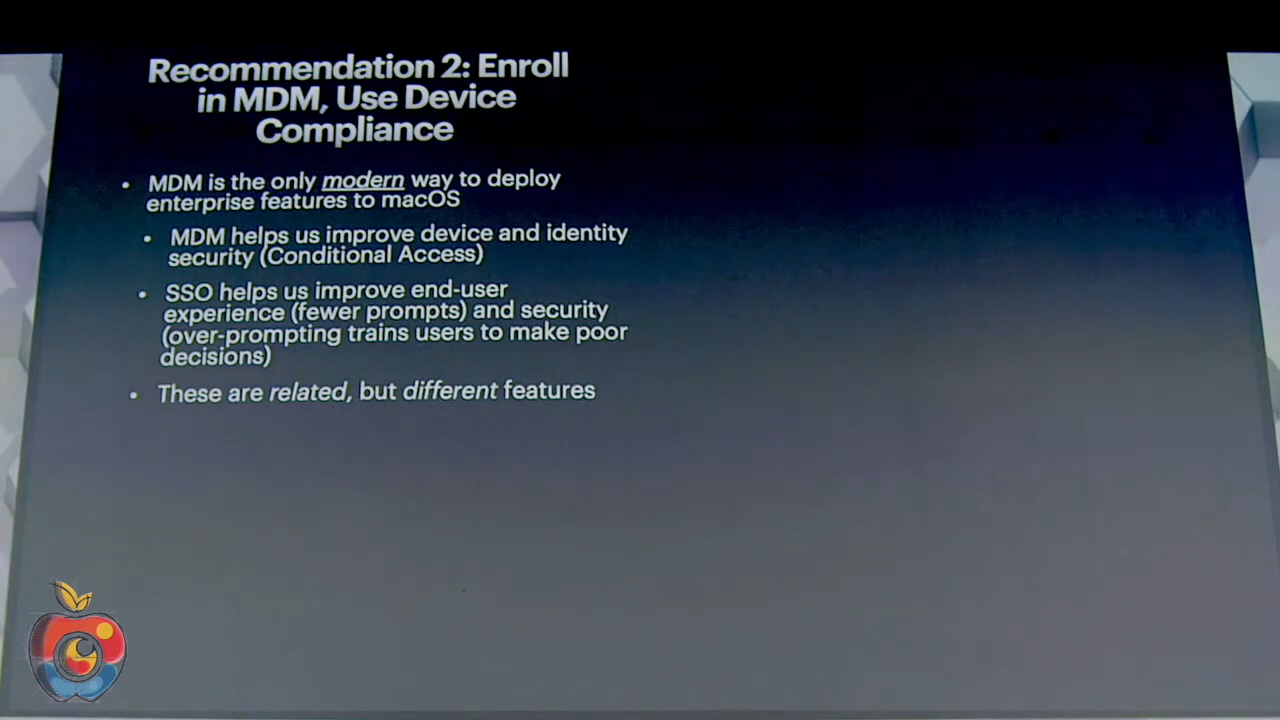 Recommendation 2: Enroll
in MDM, Use Device
Compliance
• MDM is the only modern way to deploy
enterprise features to macOS
• MDM helps us improve device and identity
security (Conditional Access)
• SSO helps us improve end-user
experience (fewer prompts) and security
(over-prompting trains users to make poor
decisions)
• These are related, but different features